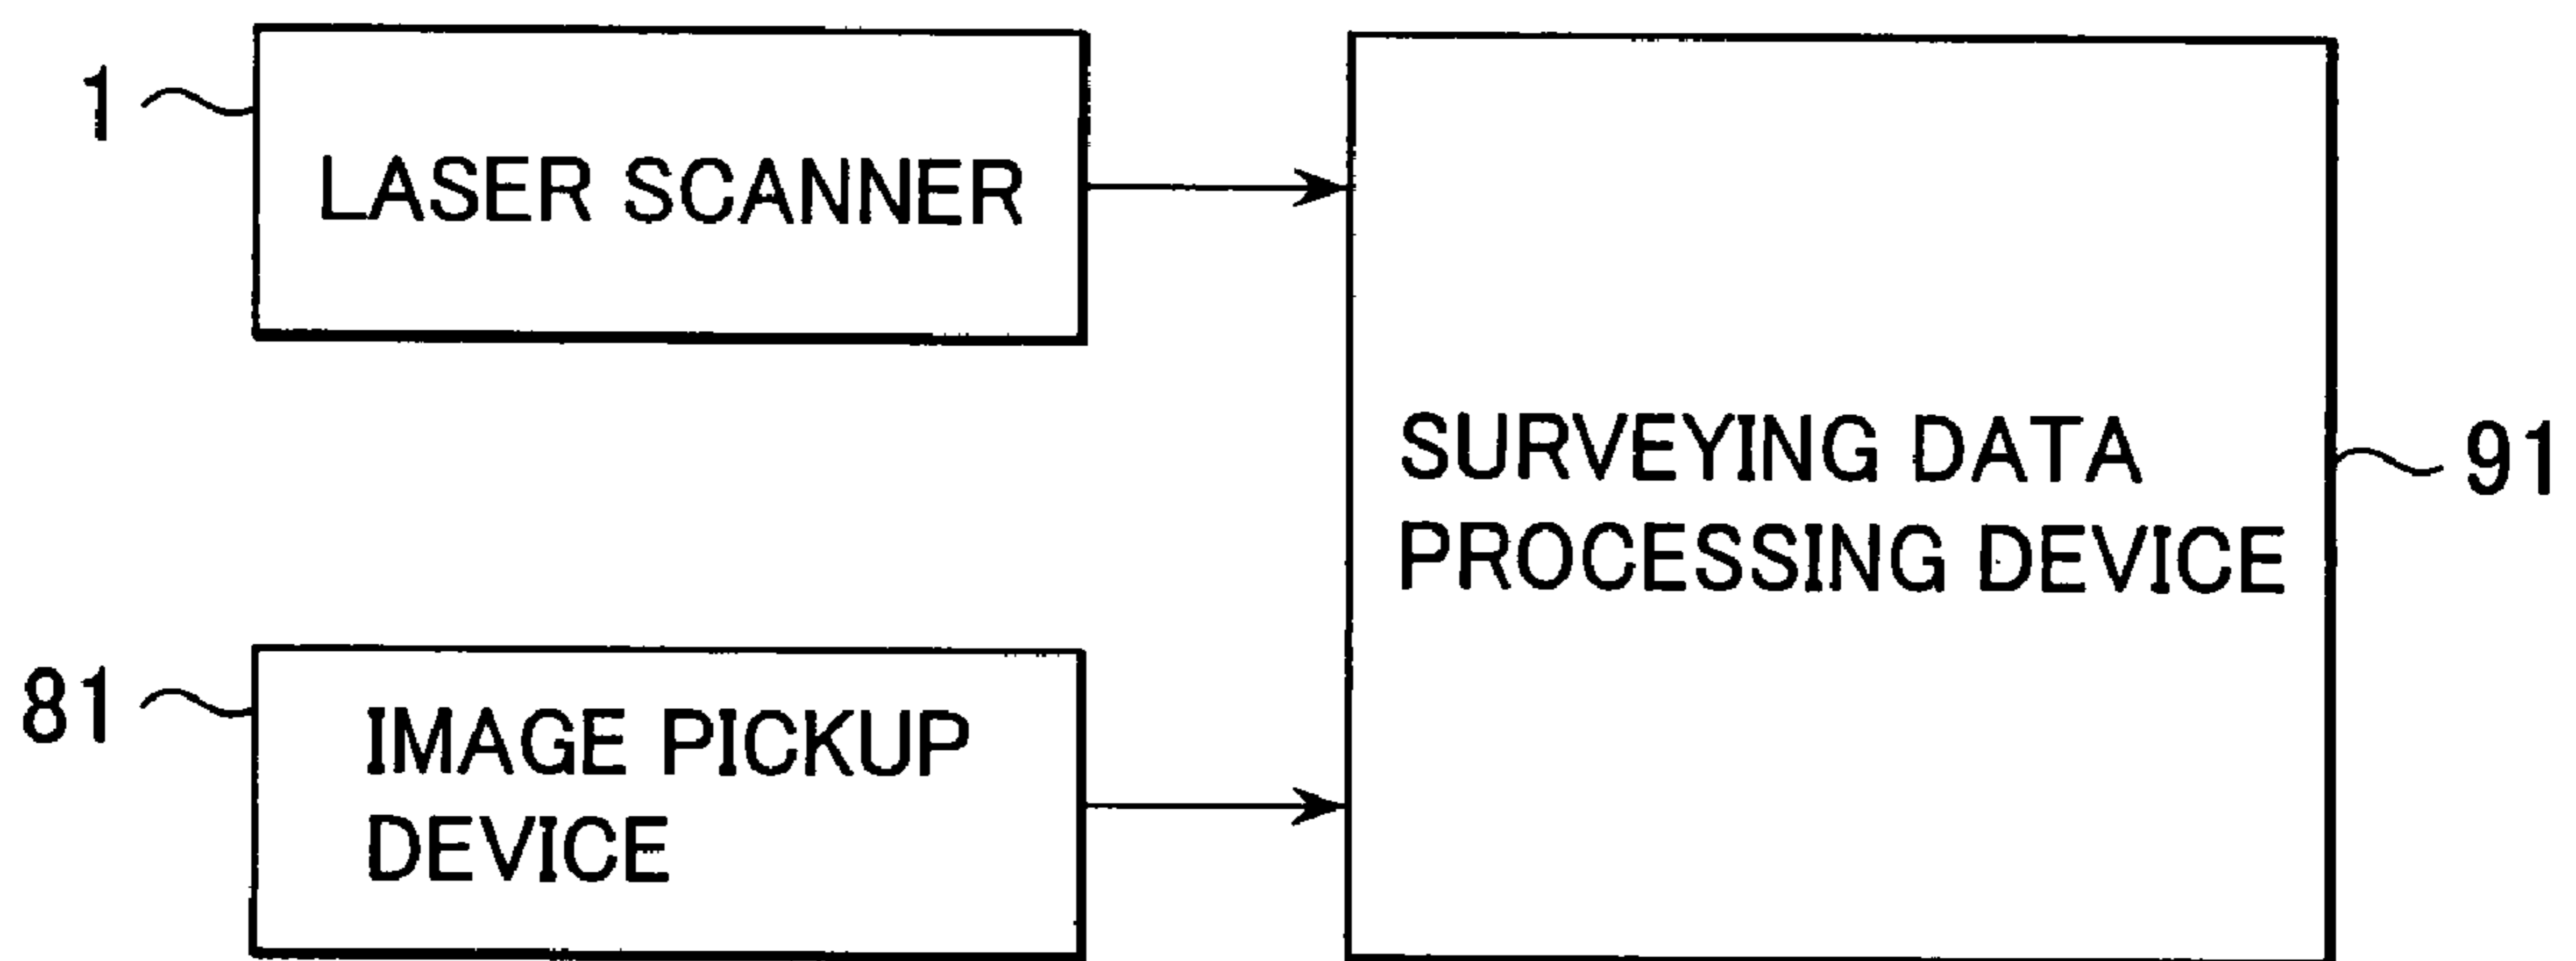 1
LASER SCANNER
SURVEYING DATA
PROCESSING DEVICE
91
81
IMAGE PICKUP
DEVICE